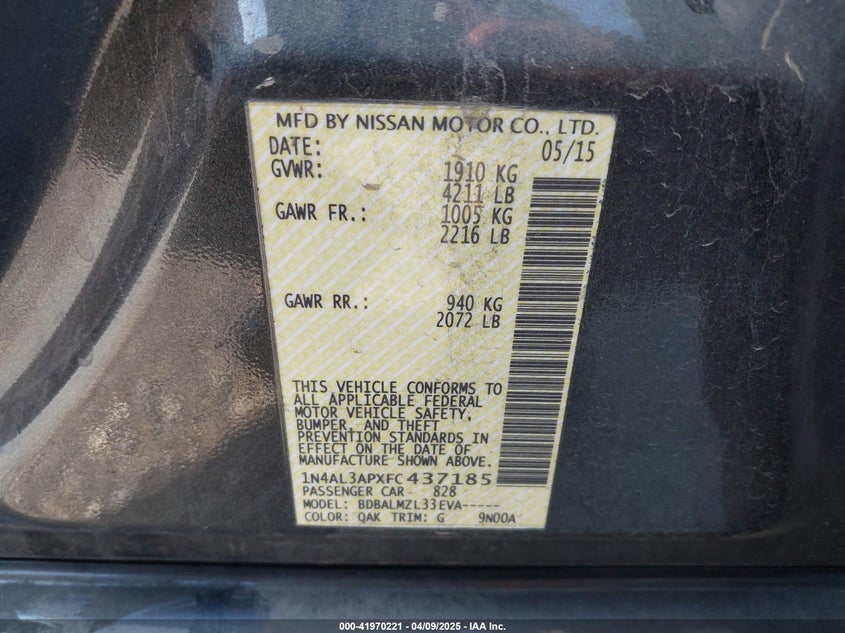 MFD BY NISSAN MOTOR CO., LTD.
DATE: 05/15
GVWR: 1910 KG
4211 LB
GAWR FR.: 1005 KG
2216 LB
GAWR RR.: 940 KG
2072 LB
THIS VEHICLE CONFORMS TO
ALL APPLICABLE FEDERAL
MOTOR VEHICLE SAFETY,
BUMPER, AND THEFT
PREVENTION STANDARDS IN
EFFECT ON THE DATE OF
MANUFACTURE SHOWN ABOVE.
1N4AL3APXFC437185
PASSENGER CAR 828
MODEL: BDBALMZL33EVA-----
COLOR: QAK TRIM: G 9N00A
000-41970221 - 04/09/2025 - IAA Inc.